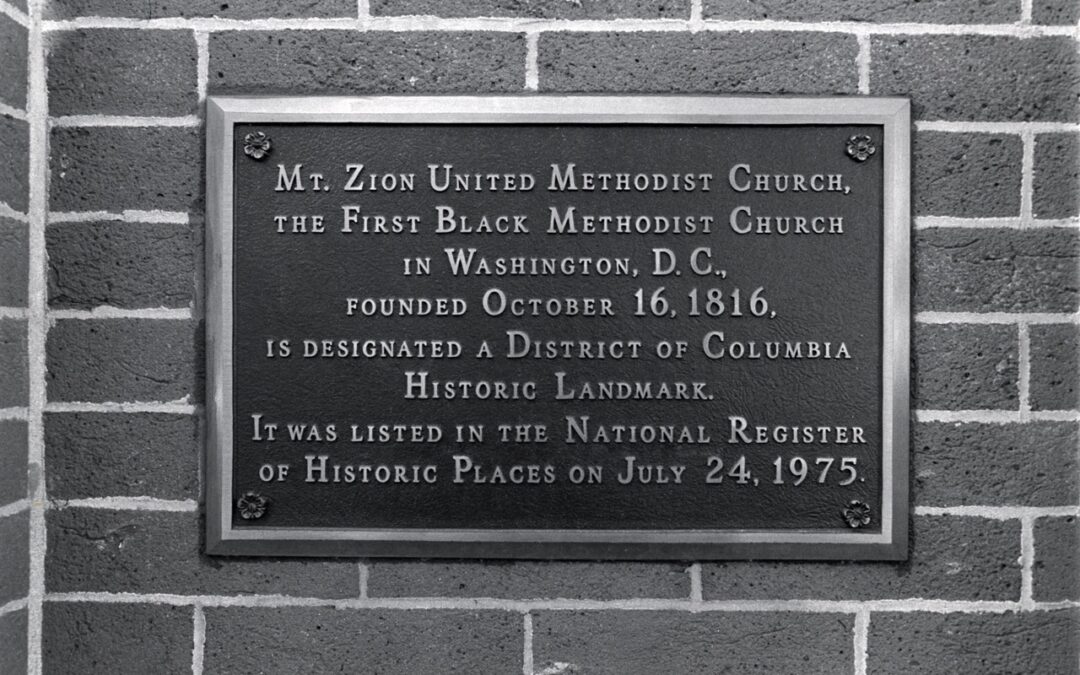 Mt. Zion United Methodist Church,
the First Black Methodist Church
in Washington, D. C.,
founded October 16, 1816,
is designated a District of Columbia
Historic Landmark.
It was listed in the National Register
of Historic Places on July 24, 1975.